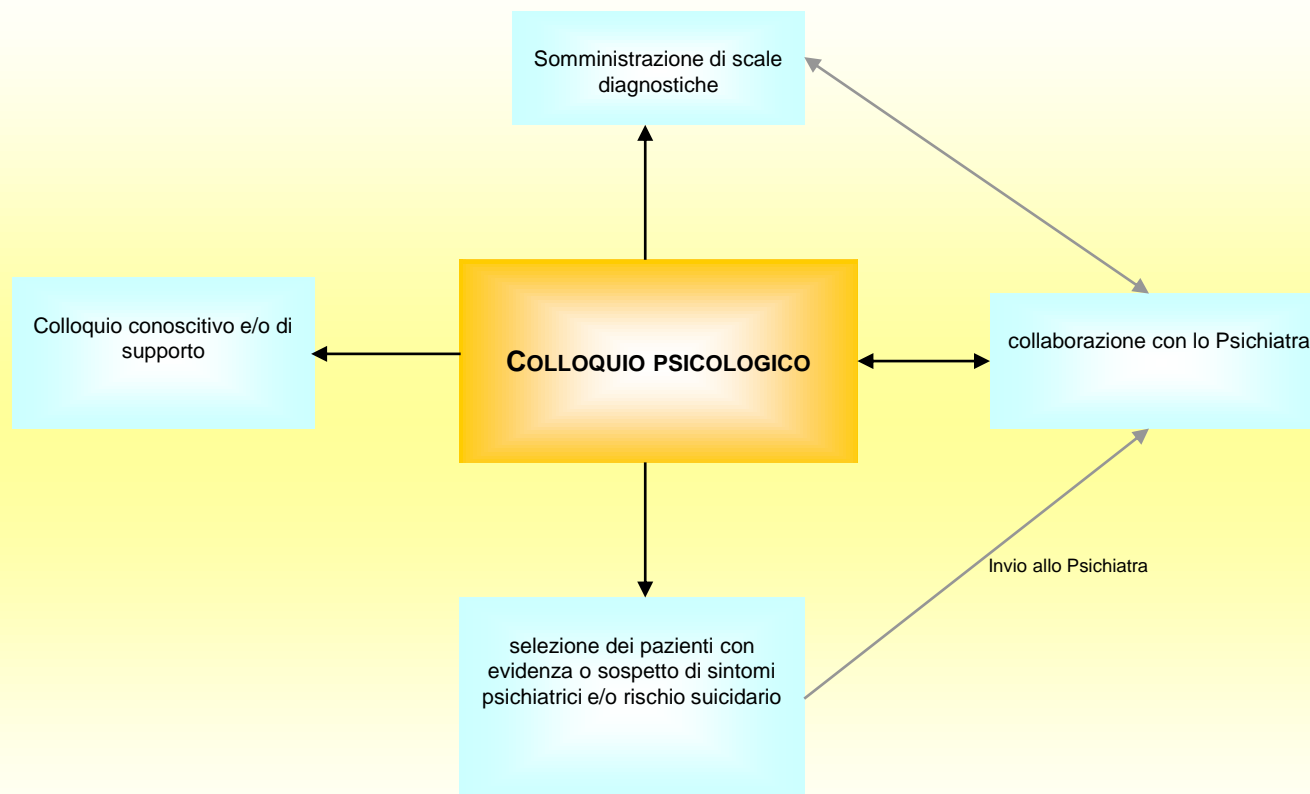 Somministrazione di scale
diagnostiche
Colloquio conoscitivo e/o di
supporto
COLLOQUIO PSICOLOGICO
collaborazione con lo Psichiatra
Invio allo Psichiatra
selezione dei pazienti con
evidenza o sospetto di sintomi
psichiatrici e/o rischio suicidario